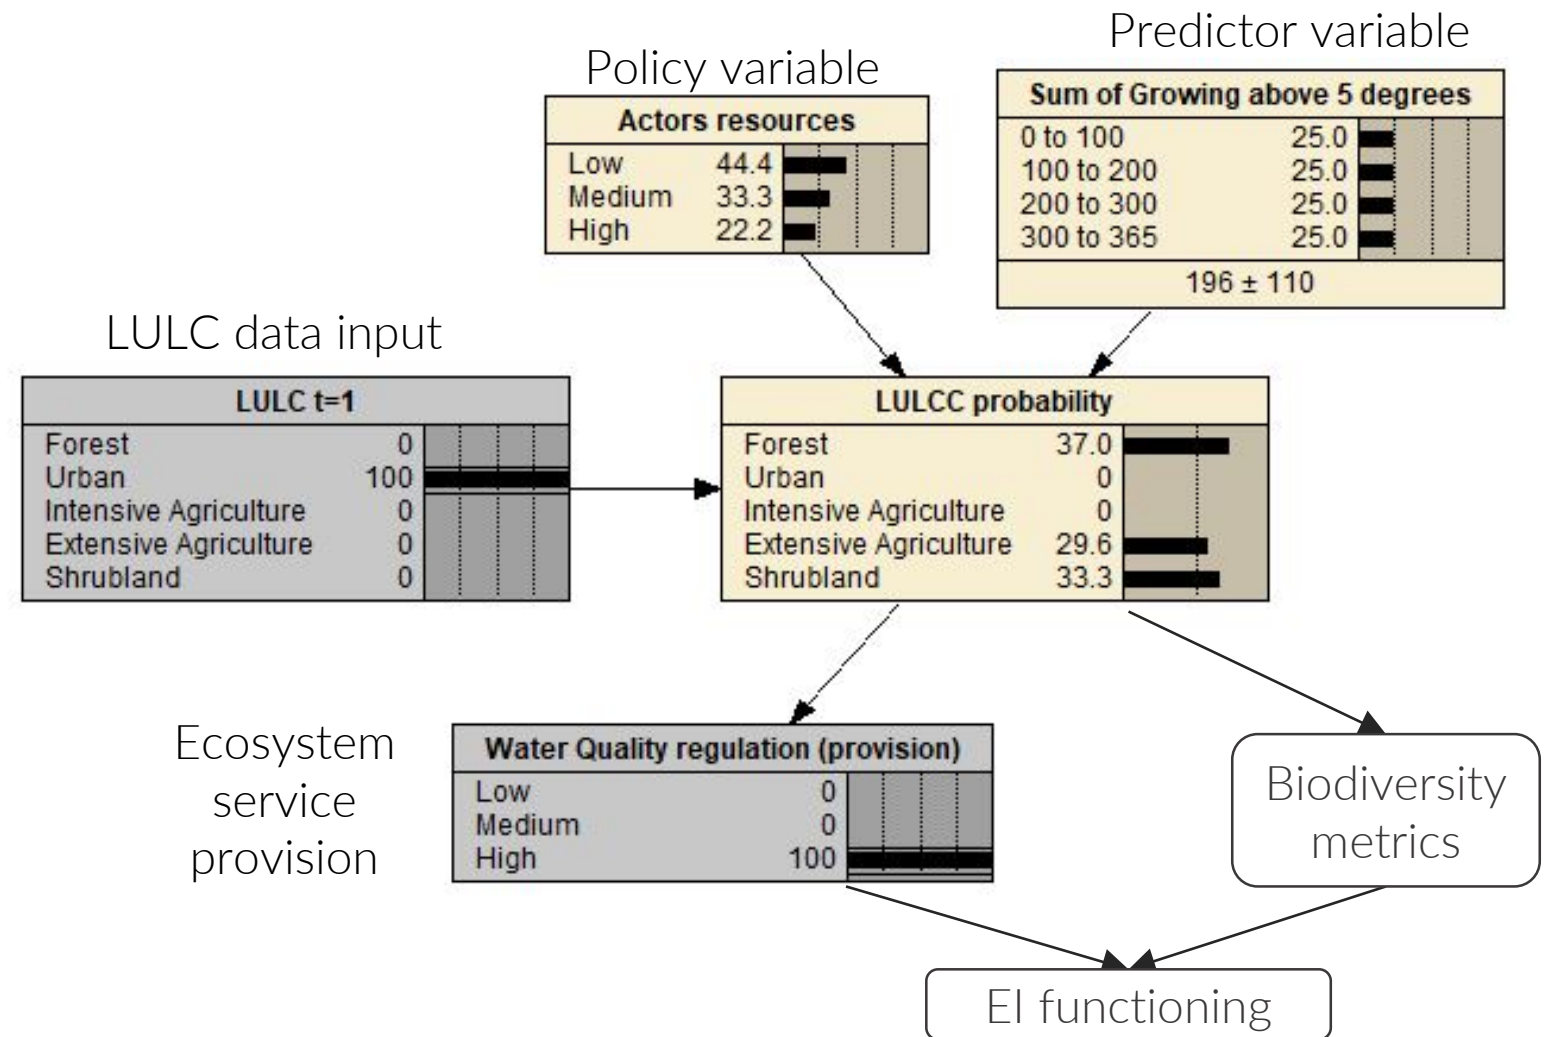 Policy variable
Actors resources
Low 44.4
Medium 33.3
High 22.2
Predictor variable
Sum of Growing above 5 degrees
0 to 100 25.0
100 to 200 25.0
200 to 300 25.0
300 to 365 25.0
196 ± 110
LULC data input
LULC t=1
Forest 0
Urban 100
Intensive Agriculture 0
Extensive Agriculture 0
Shrubland 0
LULCC probability
Forest 37.0
Urban 0
Intensive Agriculture 0
Extensive Agriculture 29.6
Shrubland 33.3
Ecosystem
service
provision
Water Quality regulation (provision)
Low 0
Medium 0
High 100
Biodiversity
metrics
EI functioning